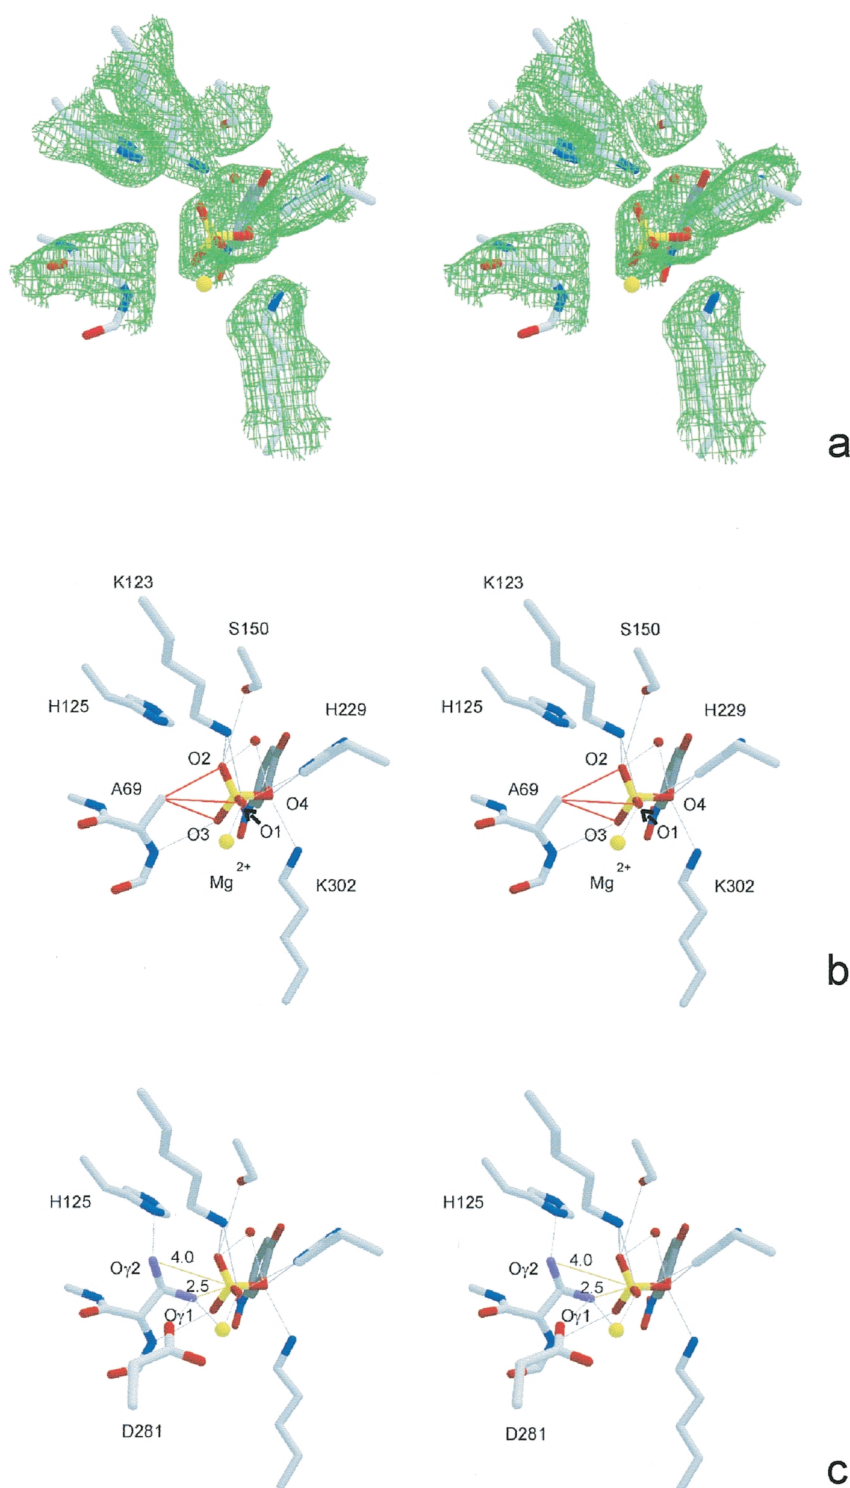 a
K123
S150
H125
H229
O2
A69
O4
O3
O1
Mg 2+
K302
K123
S150
H125
H229
O2
A69
O4
O3
O1
Mg 2+
K302
b
H125
Oγ2
4.0
2.5
Oγ1
D281
H125
Oγ2
4.0
2.5
Oγ1
D281
c